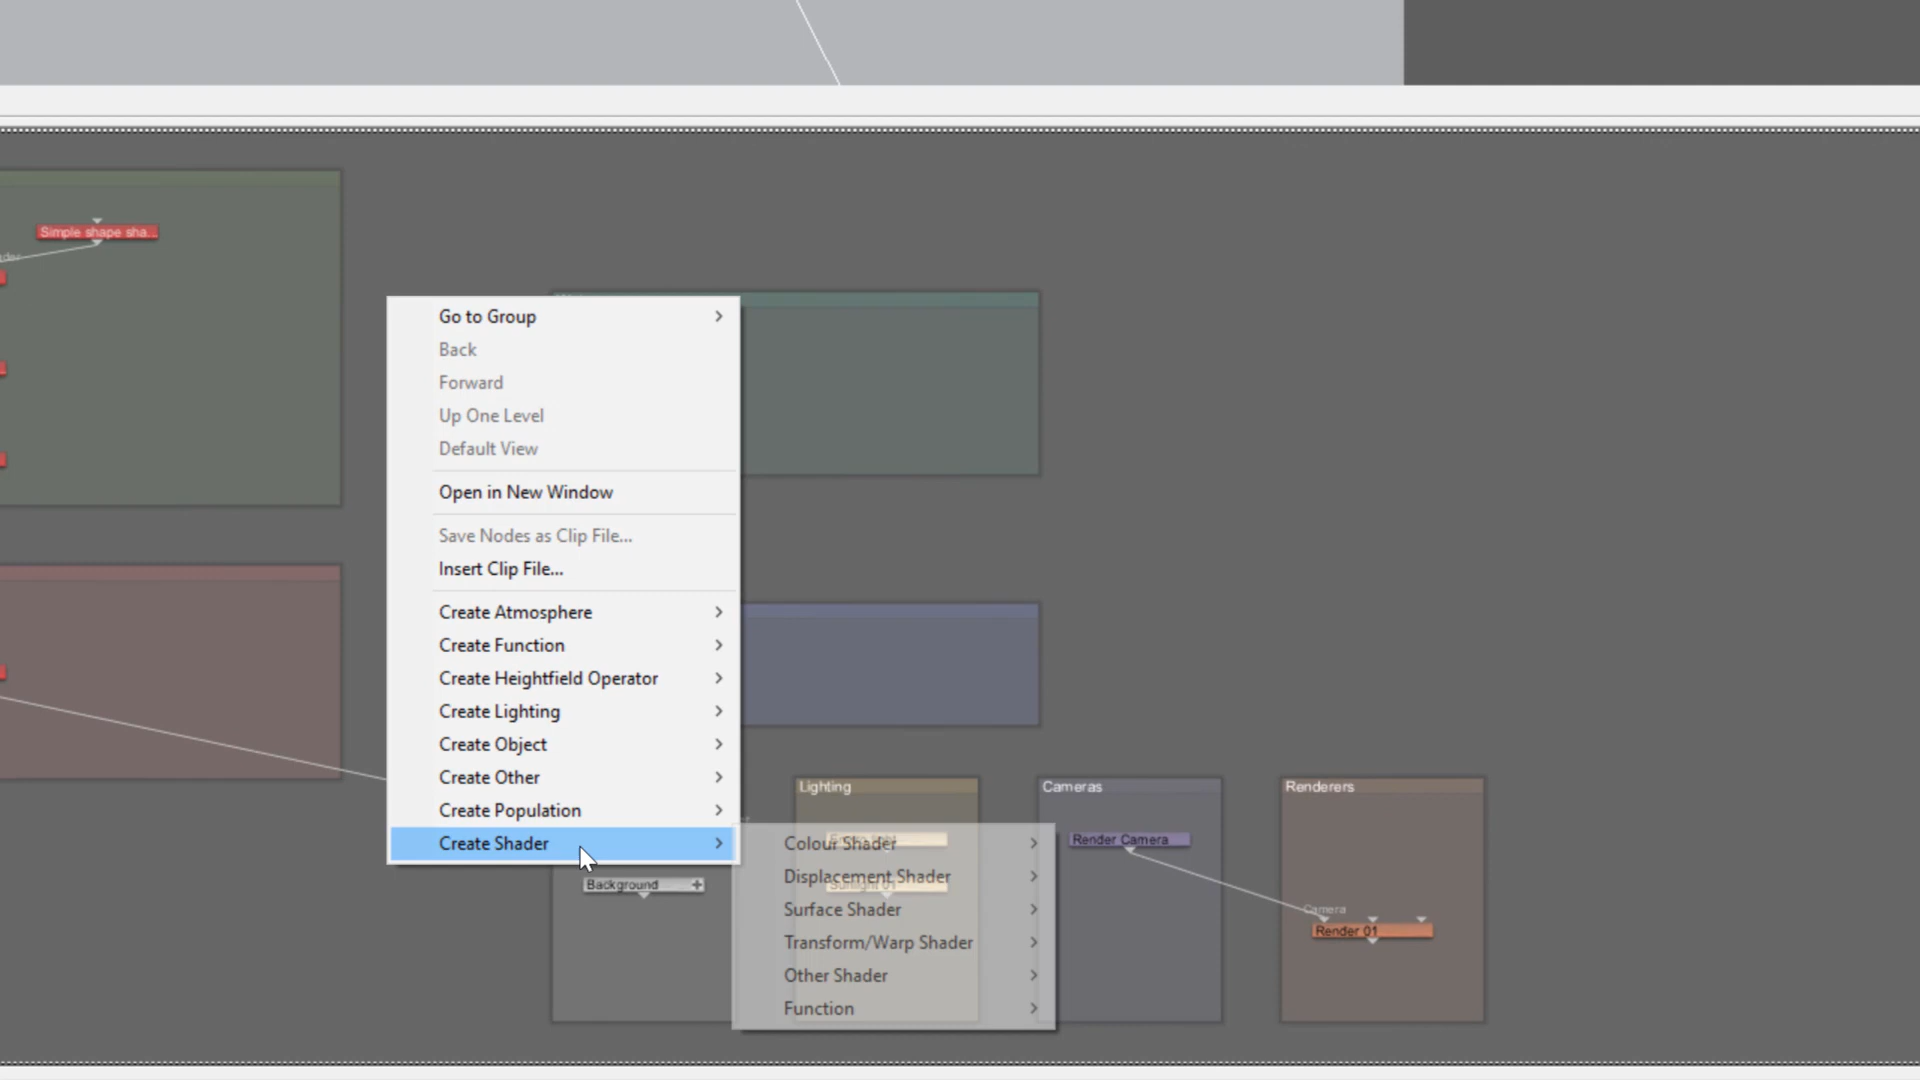 Simple shape sha...
Go to Group
Back
Forward
Up One Level
Default View
Open in New Window
Save Nodes as Clip File...
Insert Clip File...
Create Atmosphere
Create Function
Create Heightfield Operator
Create Lighting
Create Object
Create Other
Create Population
Create Shader
Background
Lighting
Cameras
Renderers
Colour Shader
Displacement Shader
Surface Shader
Transform/Warp Shader
Other Shader
Function
Render Camera
Camera
Render 01